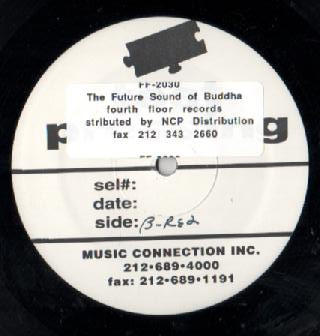 FF-2030
The Future Sound of Buddha
fourth floor records
stributed by NCP Distribution
fax 212 343 2660
p
g
sel#:
date:
side: B-Red
MUSIC CONNECTION INC.
212•689•4000
fax: 212•689•1191